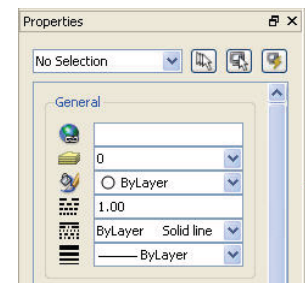 Properties
No Selection
General
0
ByLayer
1.00
ByLayer Solid line
ByLayer